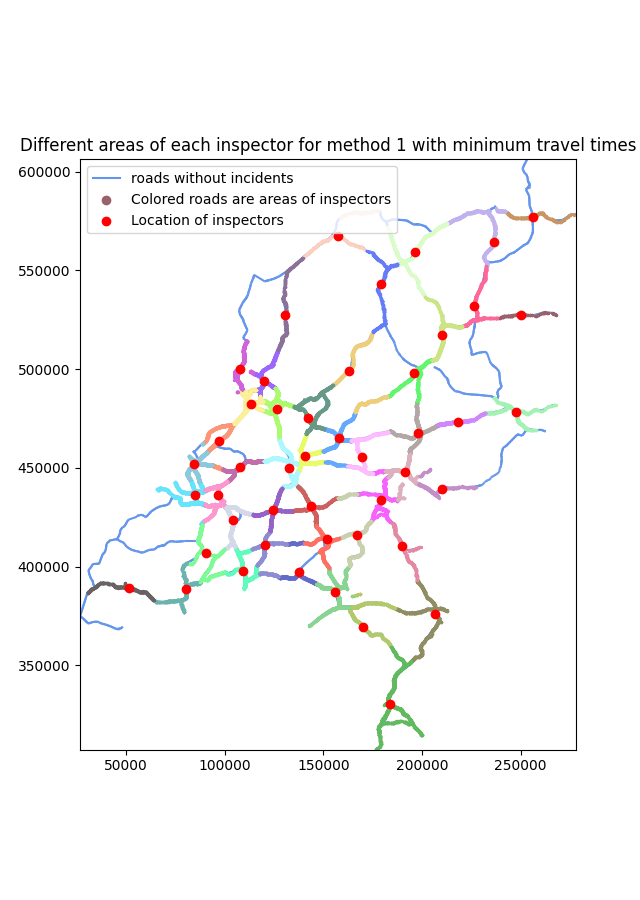 Different areas of each inspector for method 1 with minimum travel times
600000
roads without incidents
Colored roads are areas of inspectors
Location of inspectors
550000
500000
450000
400000
350000
50000 100000 150000 200000 250000